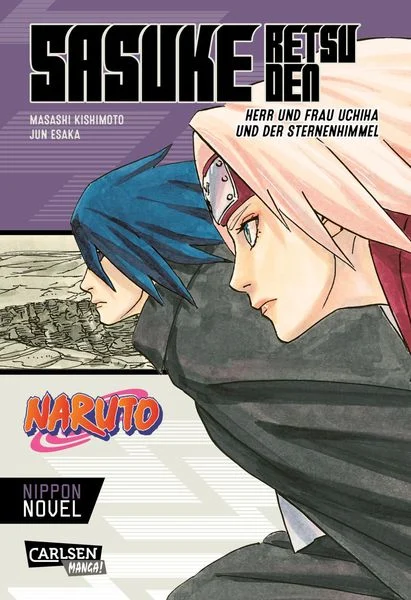 SASUKE RETSU
DEN
MASASHI KISHIMOTO
JUN ESAKA
HERR UND FRAU UCHIHA
UND DER STERNENHIMMEL
NARUTO
NIPPON
NOVEL
CARLSEN
MANGA!